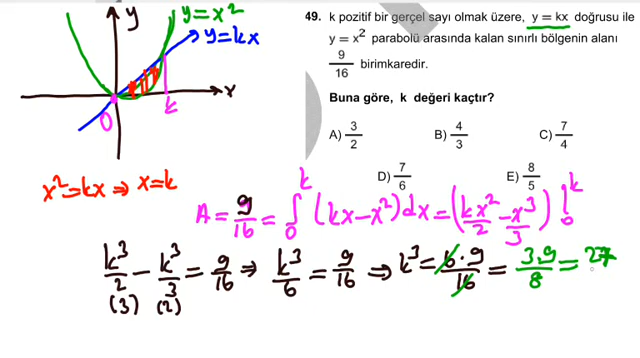 y
y=x²
y=kx
x
0
k
49. k pozitif bir gerçel sayı olmak üzere, y = kx doğrusu ile
y = x² parabolü arasında kalan sınırlı bölgenin alanı
9/16 birimkaredir.
Buna göre, k değeri kaçtır?
A) 3/2 B) 4/3 C) 7/4
D) 7/6 E) 8/5
x²=kx ⇒ x=k
A = 9/16 = ∫₀ᵏ (kx-x²)dx = (kx²/2 - x³/3) |₀ᵏ
k³/2 - k³/3 = 9/16 ⇒ k³/6 = 9/16 ⇒ k³ = 6·9/16 = 3.9/8 = 27
(3) (2)